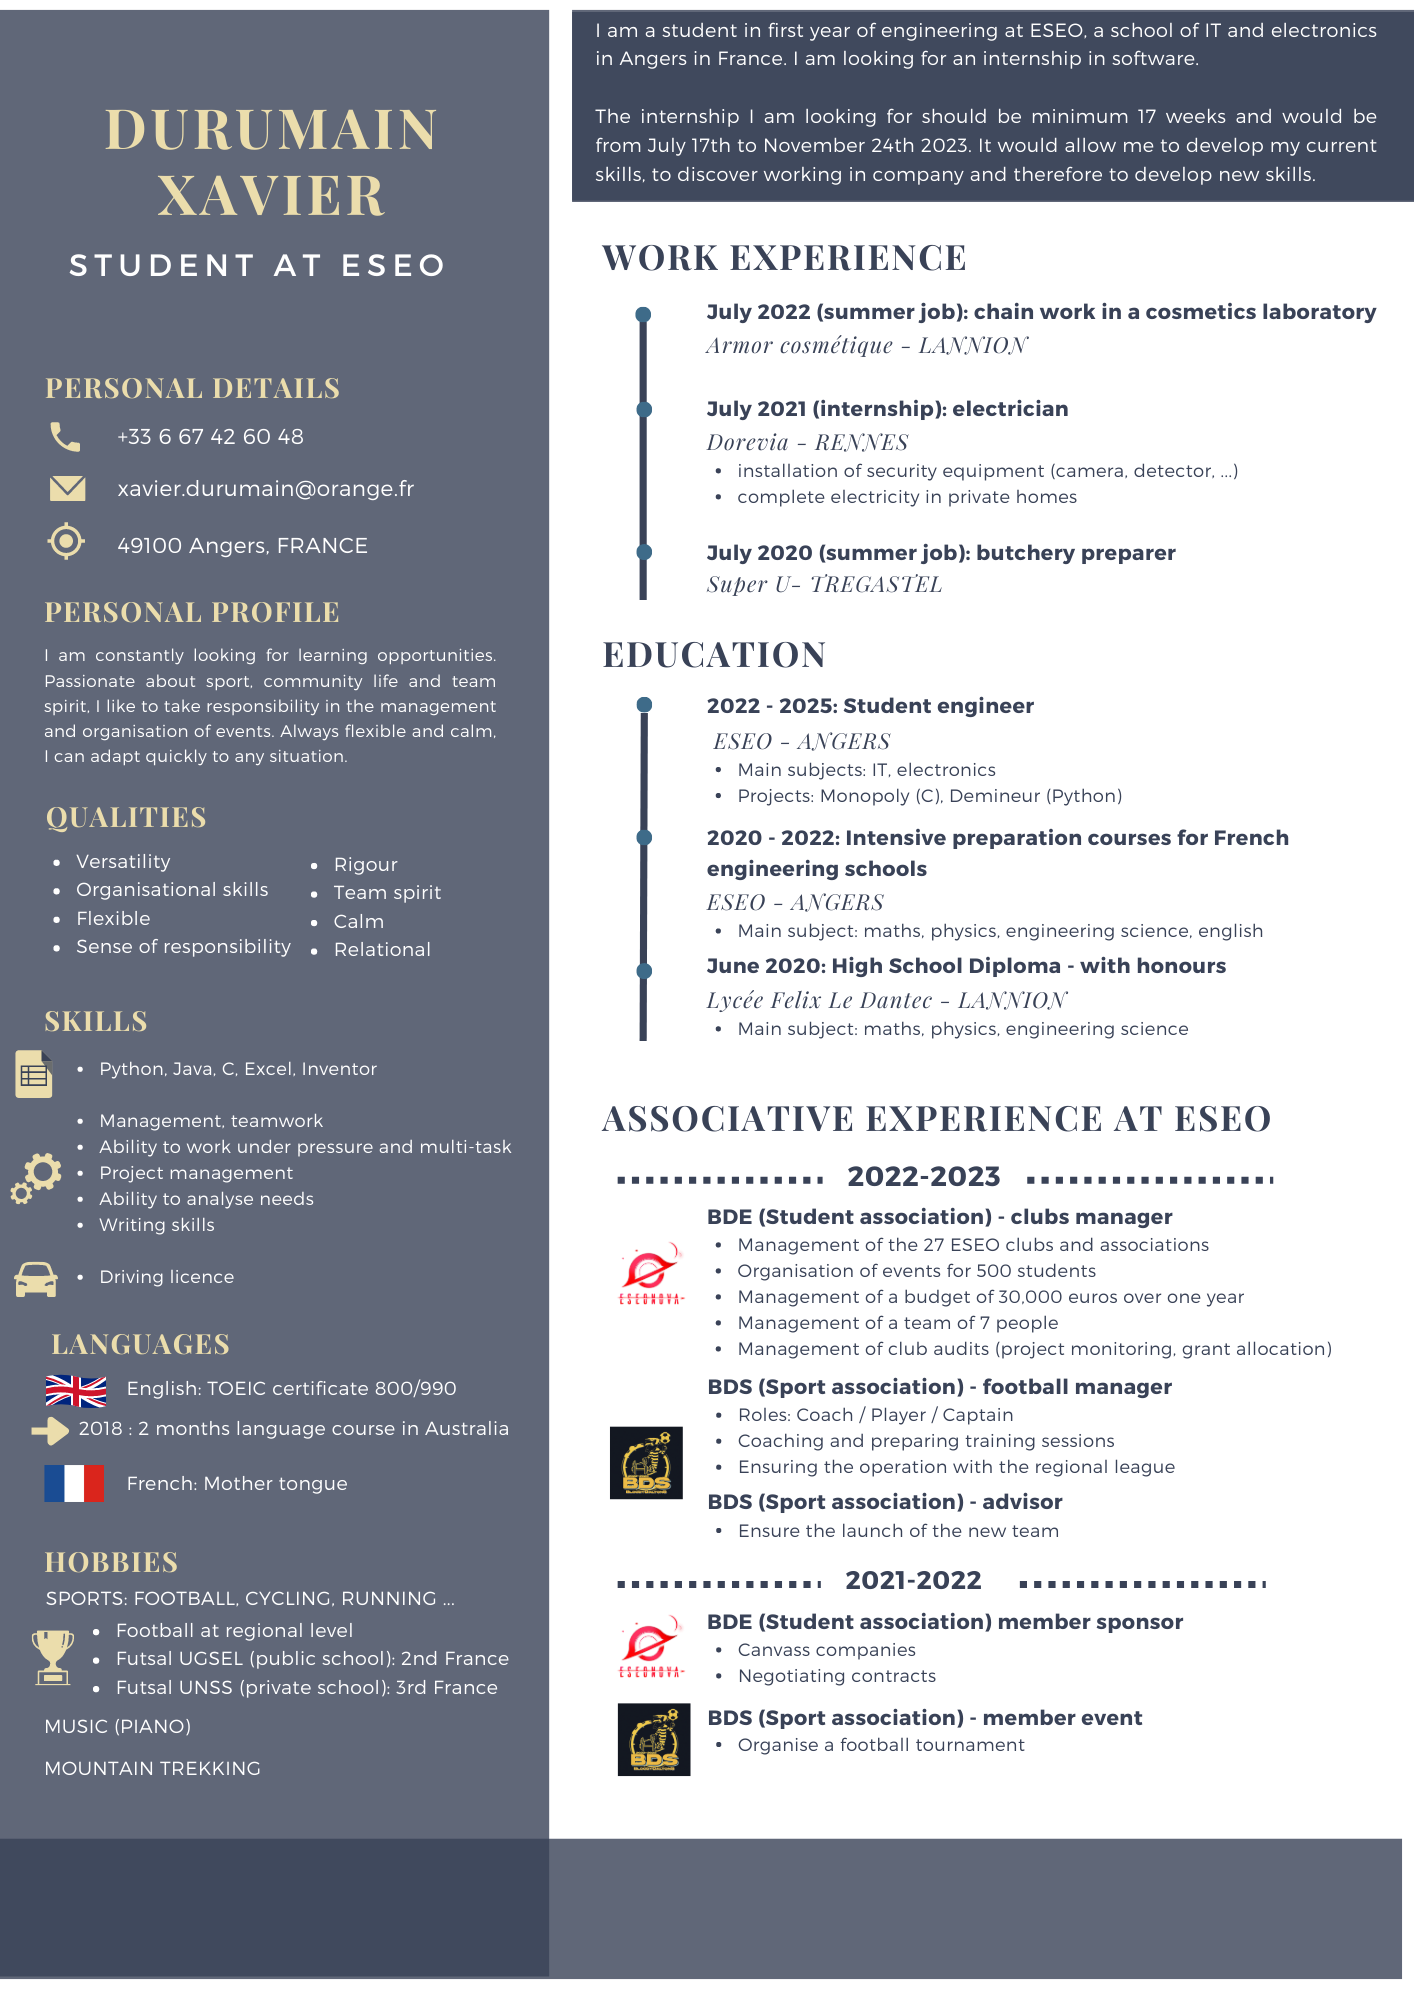 DURUMAIN
XAVIER
STUDENT AT ESEO
PERSONAL DETAILS
+33 6 67 42 60 48
xavier.durumain@orange.fr
49100 Angers, FRANCE
PERSONAL PROFILE
I am constantly looking for learning opportunities.
Passionate about sport, community life and team
spirit, I like to take responsibility in the management
and organisation of events. Always flexible and calm,
I can adapt quickly to any situation.
QUALITIES
• Versatility
• Organisational skills
• Flexible
• Sense of responsibility
• Rigour
• Team spirit
• Calm
• Relational
SKILLS
• Python, Java, C, Excel, Inventor
• Management, teamwork
• Ability to work under pressure and multi-task
• Project management
• Ability to analyse needs
• Writing skills
• Driving licence
LANGUAGES
English: TOEIC certificate 800/990
2018 : 2 months language course in Australia
French: Mother tongue
HOBBIES
SPORTS: FOOTBALL, CYCLING, RUNNING ...
• Football at regional level
• Futsal UGSEL (public school): 2nd France
• Futsal UNSS (private school): 3rd France
MUSIC (PIANO)
MOUNTAIN TREKKING
I am a student in first year of engineering at ESEO, a school of IT and electronics
in Angers in France. I am looking for an internship in software.
The internship I am looking for should be minimum 17 weeks and would be
from July 17th to November 24th 2023. It would allow me to develop my current
skills, to discover working in company and therefore to develop new skills.
WORK EXPERIENCE
July 2022 (summer job): chain work in a cosmetics laboratory
Armor cosmétique - LANNION
July 2021 (internship): electrician
Dorevia - RENNES
• installation of security equipment (camera, detector, ...)
• complete electricity in private homes
July 2020 (summer job): butchery preparer
Super U- TREGASTEL
EDUCATION
2022 - 2025: Student engineer
ESEO - ANGERS
• Main subjects: IT, electronics
• Projects: Monopoly (C), Demineur (Python)
2020 - 2022: Intensive preparation courses for French
engineering schools
ESEO - ANGERS
• Main subject: maths, physics, engineering science, english
June 2020: High School Diploma - with honours
Lycée Felix Le Dantec - LANNION
• Main subject: maths, physics, engineering science
ASSOCIATIVE EXPERIENCE AT ESEO
2022-2023
BDE (Student association) - clubs manager
• Management of the 27 ESEO clubs and associations
• Organisation of events for 500 students
• Management of a budget of 30,000 euros over one year
• Management of a team of 7 people
• Management of club audits (project monitoring, grant allocation)
BDS (Sport association) - football manager
• Roles: Coach / Player / Captain
• Coaching and preparing training sessions
• Ensuring the operation with the regional league
BDS
BDS (Sport association) - advisor
• Ensure the launch of the new team
2021-2022
BDE (Student association) member sponsor
• Canvass companies
• Negotiating contracts
BDS (Sport association) - member event
• Organise a football tournament
BDS